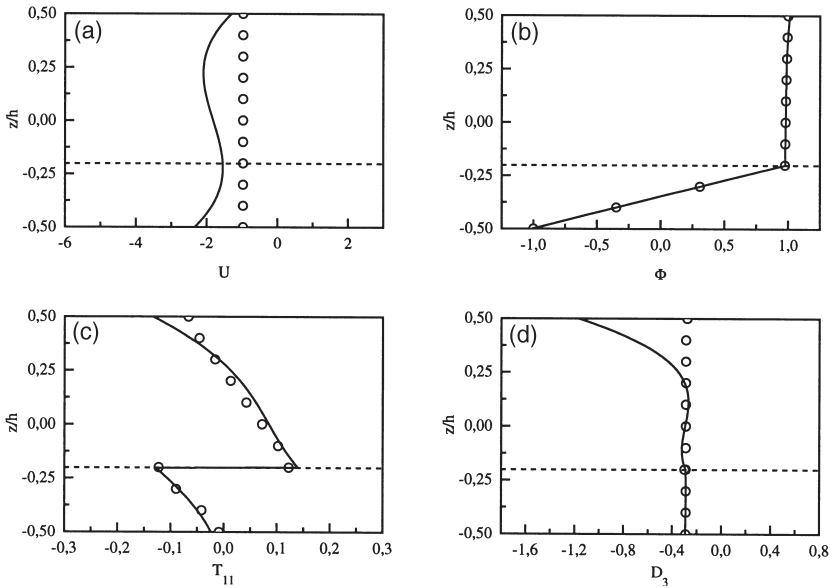 (a)
0,50
0,25
0,00
-0,25
-0,50
z/h
-6 -4 -2 0 2
U
(b)
0,50
0,25
0,00
-0,25
-0,50
z/h
-1,0 -0,5 0,0 0,5 1,0
Φ
(c)
0,50
0,25
0,00
-0,25
-0,50
z/h
-0,3 -0,2 -0,1 0,0 0,1 0,2 0,3
T11
(d)
0,50
0,25
0,00
-0,25
-0,50
z/h
-1,6 -1,2 -0,8 -0,4 0,0 0,4 0,8
D3